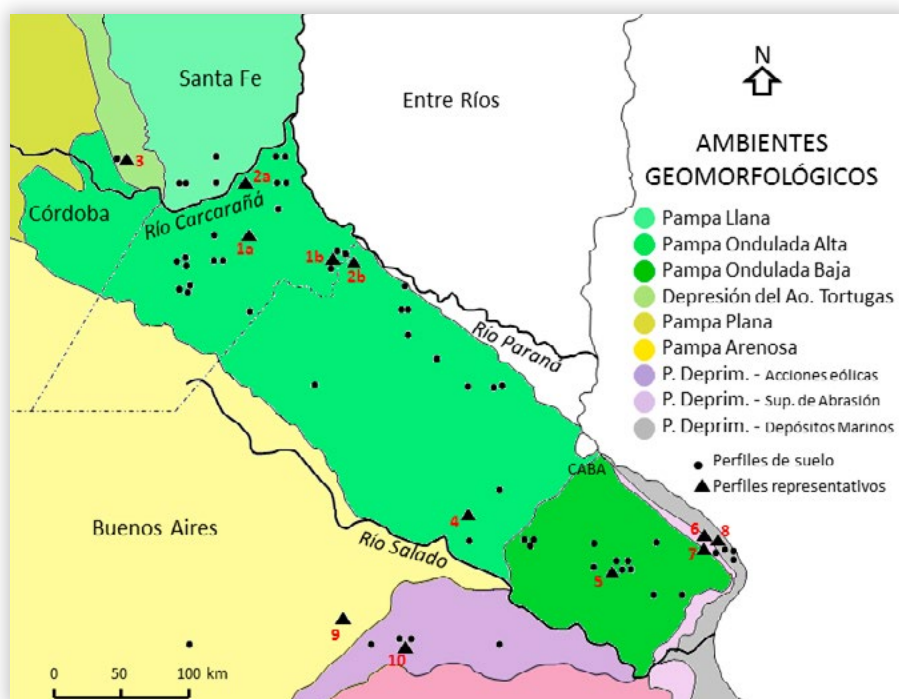 Santa Fe
Entre Ríos
N
AMBIENTES
GEOMORFOLÓGICOS
Pampa Llana
Pampa Ondulada Alta
Pampa Ondulada Baja
Depresión del Ao. Tortugas
Pampa Plana
Pampa Arenosa
P. Deprim. - Acciones eólicas
P. Deprim. - Sup. de Abrasión
P. Deprim. - Depósitos Marinos
Perfiles de suelo
Perfiles representativos
3
2a
Córdoba
Río Carcarañá
1a
1b
2b
Río Paraná
CABA
Buenos Aires
Río Salado
4
6
8
7
5
9
10
0 50 100 km